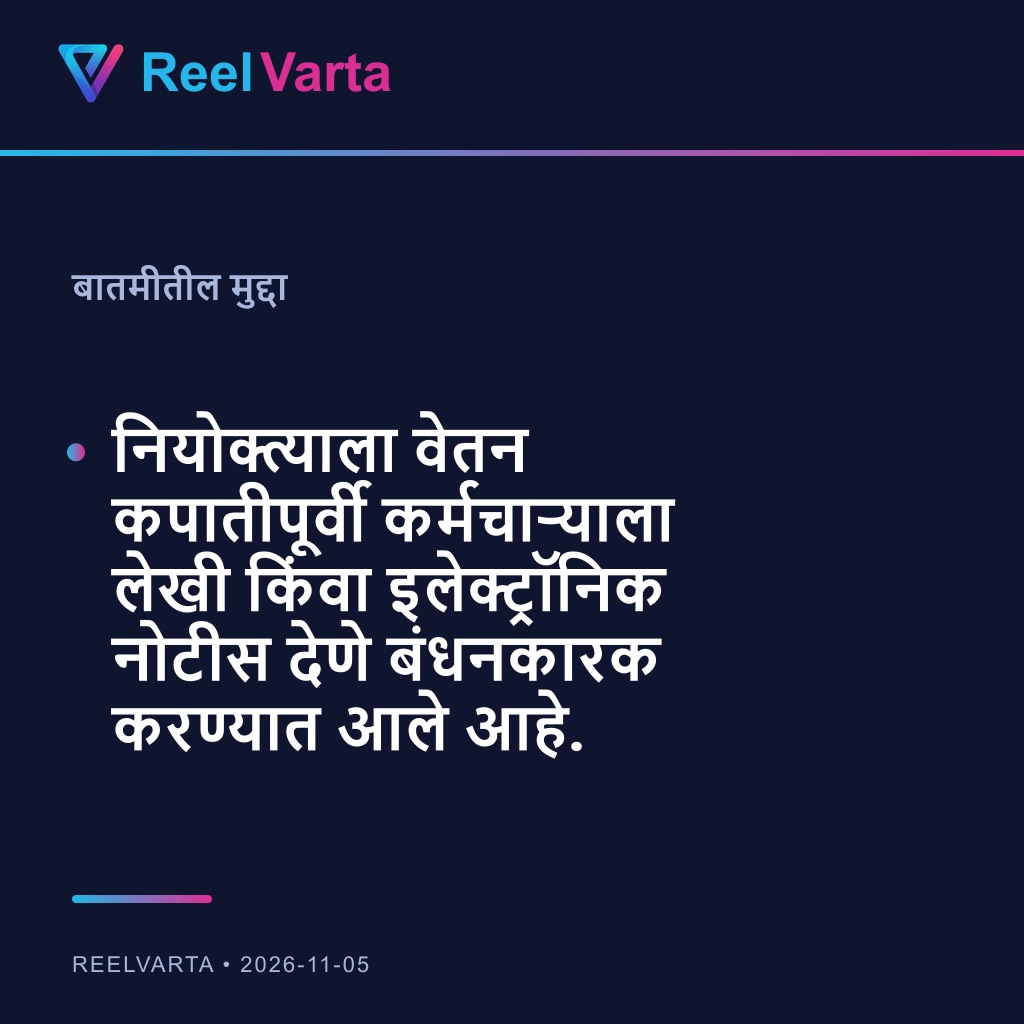 ReelVarta
बातमीतील मुद्दा
• नियोक्त्याला वेतन
कपातीपूर्वी कर्मचाऱ्याला
लेखी किंवा इलेक्ट्रॉनिक
नोटीस देणे बंधनकारक
करण्यात आले आहे.
REELVARTA • 2026-11-05